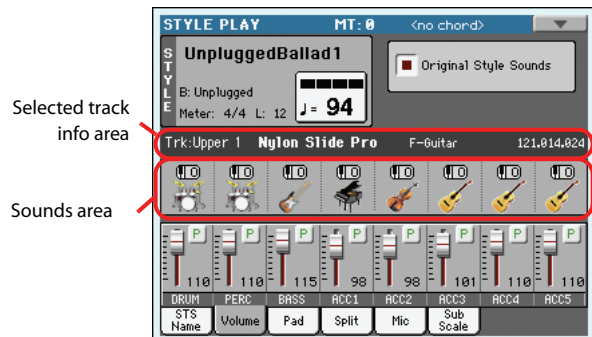 STYLE PLAY MT: 0 <no chord>
STYLE
UnpluggedBallad1
Original Style Sounds
B: Unplugged
Meter: 4/4 L: 12 ♩= 94
Selected track
info area
Trk:Upper 1 Nylon Slide Pro F-Guitar 121.014.024
Sounds area
P P P P P P P P
110 110 115 98 98 101 110 110
DRUM PERC BASS ACC1 ACC2 ACC3 ACC4 ACC5
STS Name Volume Pad Split Mic Sub Scale